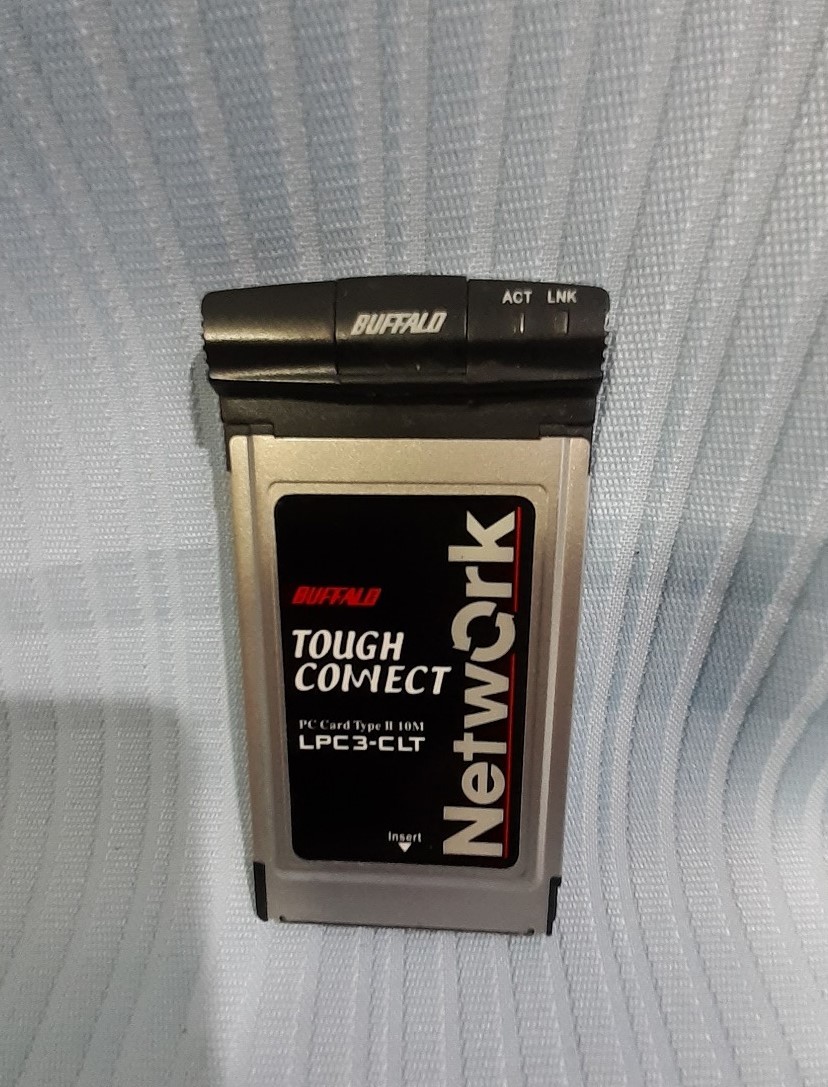 ACT LNK
BUFFALO
BUFFALO
TOUGH
CONNECT
PC Card Type II 10M
LPC3-CLT
Network
Insert